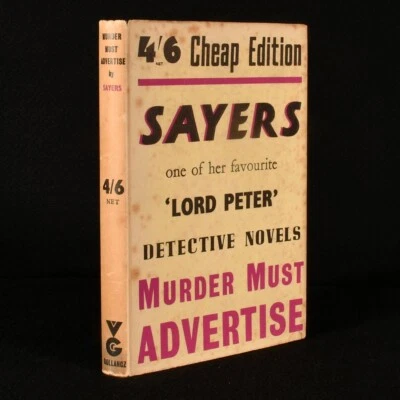 MURDER
MUST
ADVERTISE
by
SAYERS
4/6
NET
VG
GOLLANCZ
4/6 Cheap Edition
NET
SAYERS
one of her favourite
'LORD PETER'
DETECTIVE NOVELS
MURDER MUST
ADVERTISE